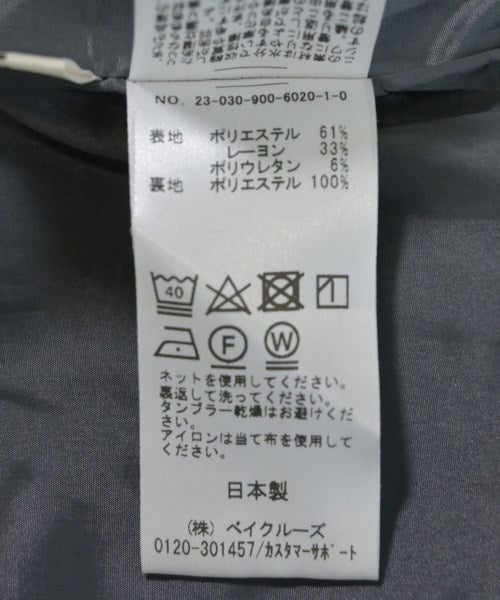 NO. 23-030-900-6020-1-0
表地 ポリエステル 61%
レーヨン 33%
ポリウレタン 6%
裏地 ポリエステル 100%
40
F W
ネットを使用してください。
裏返して洗ってください。
タンブラー乾燥はお避けくだ
さい。
アイロンは当て布を使用して
ください。
日本製
(株) ベイクルーズ
0120-301457/カスタマーサポート